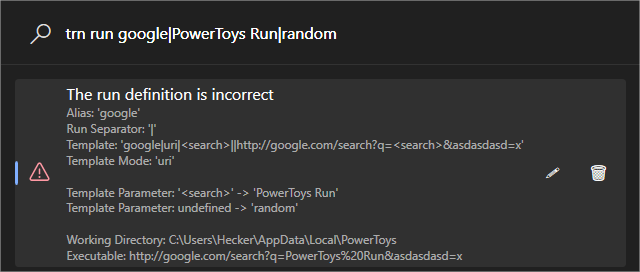 trn run google|PowerToys Run|random
The run definition is incorrect
Alias: 'google'
Run Separator: '|'
Template: 'google|uri|<search>||http://google.com/search?q=<search>&asdasdasd=x'
Template Mode: 'uri'
Template Parameter: '<search>' -> 'PowerToys Run'
Template Parameter: undefined -> 'random'
Working Directory: C:\Users\Hecker\AppData\Local\PowerToys
Executable: http://google.com/search?q=PowerToys%20Run&asdasdasd=x